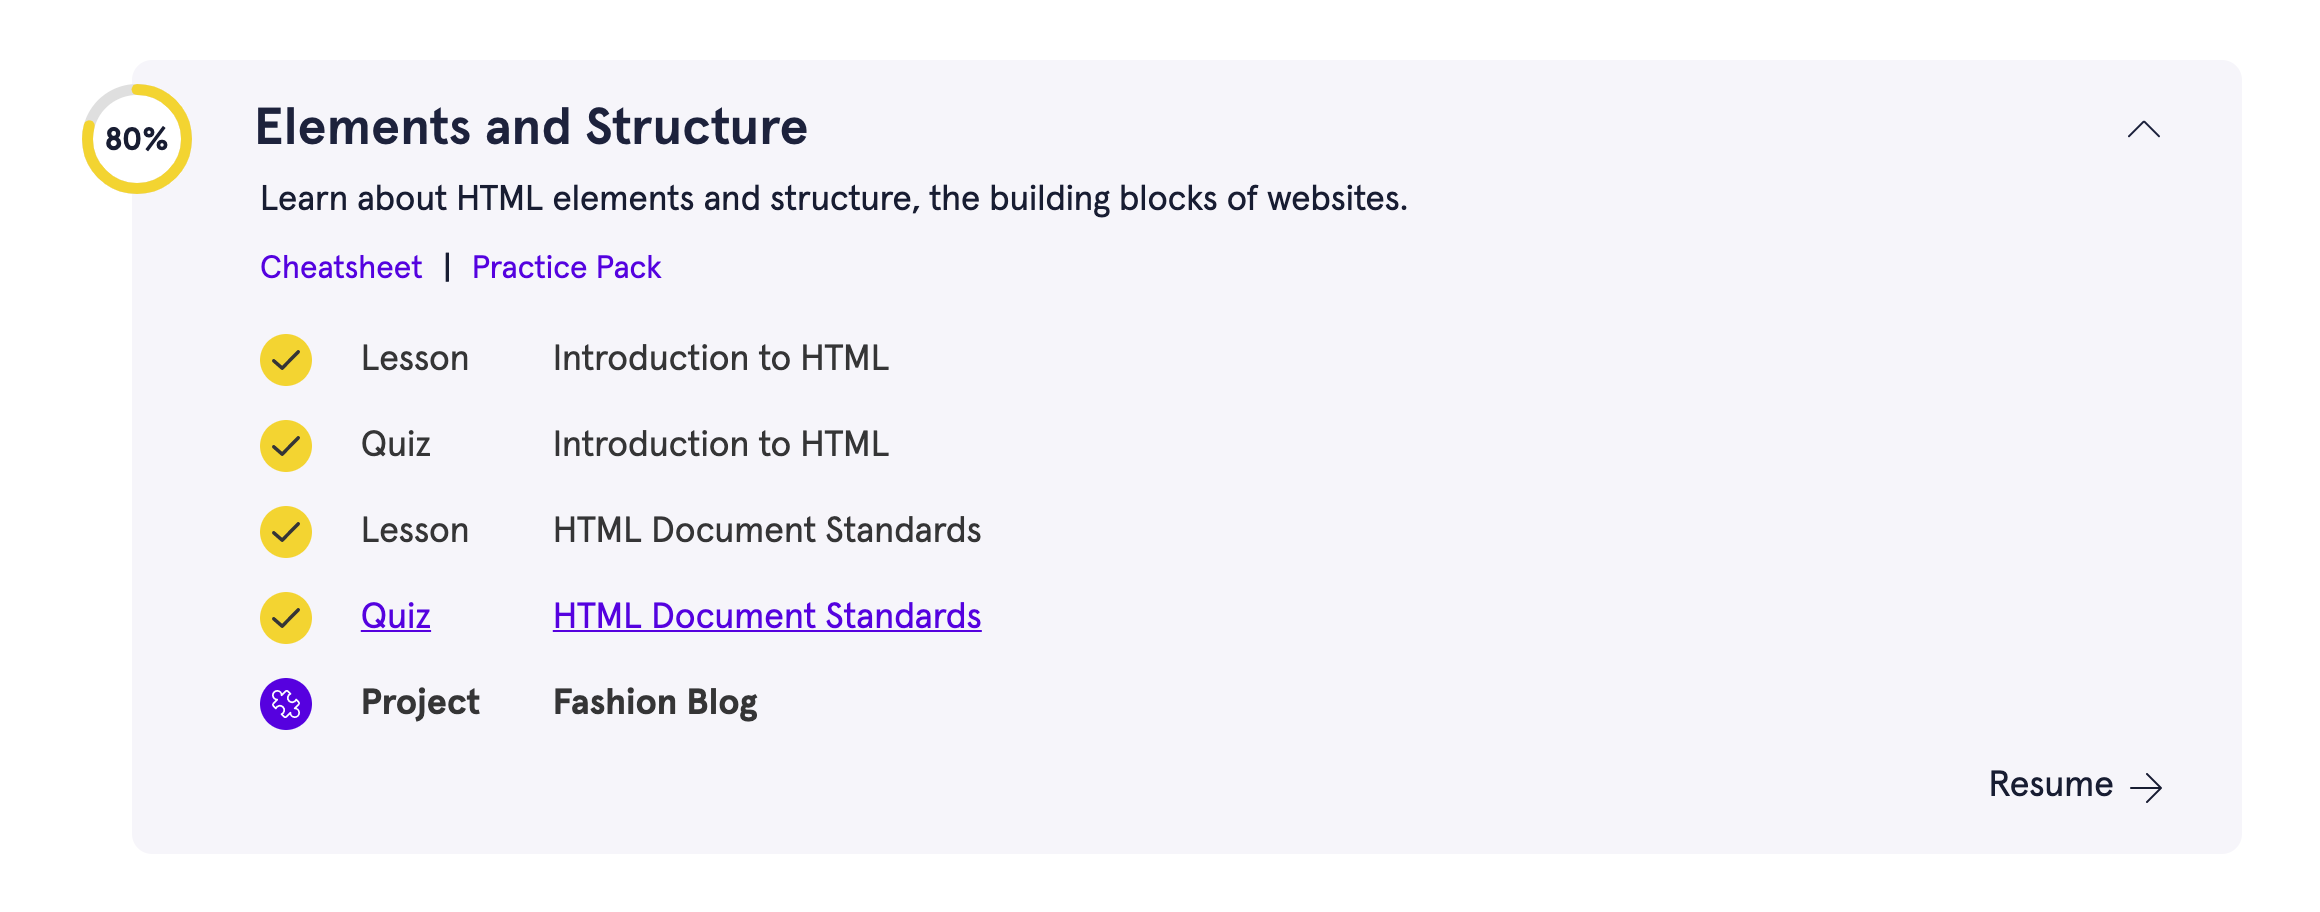 80%
Elements and Structure
Learn about HTML elements and structure, the building blocks of websites.
Cheatsheet | Practice Pack
Lesson Introduction to HTML
Quiz Introduction to HTML
Lesson HTML Document Standards
Quiz HTML Document Standards
Project Fashion Blog
Resume →